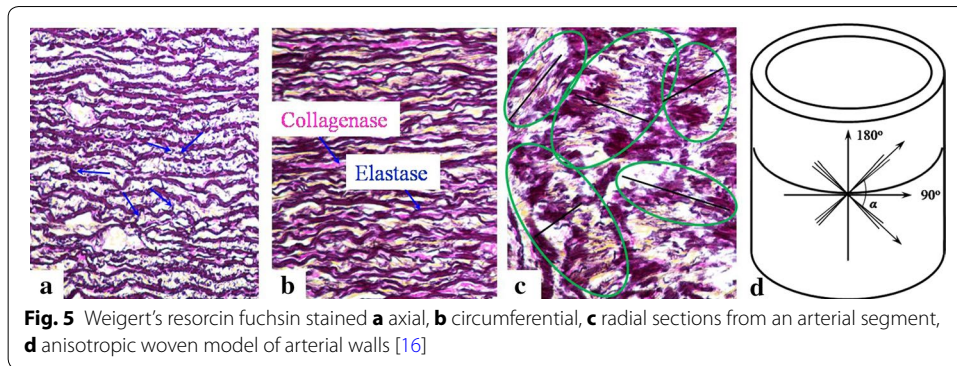 Collagenase
Elastase
180°
90°
α
a
b
c
d
Fig. 5 Weigert's resorcin fuchsin stained a axial, b circumferential, c radial sections from an arterial segment,
d anisotropic woven model of arterial walls [16]